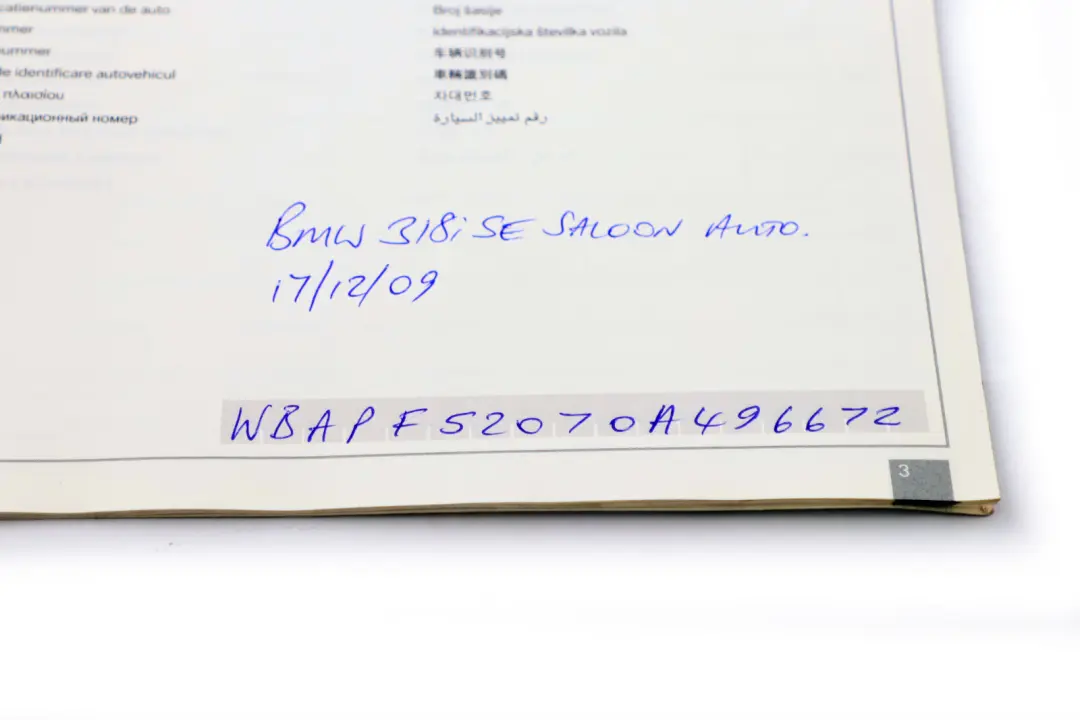 catienummer van de auto
mmer
ummer
de identificare autovehicul
πλαισίου
икационный номер
Broj šasije
Identifikacijska številka vozila
车辆识别号
車輛識別碼
차대번호
رقم تمييز السيارة
BMW 318i SE SALOON AUTO.
17/12/09
WBAPF52070A496672
3